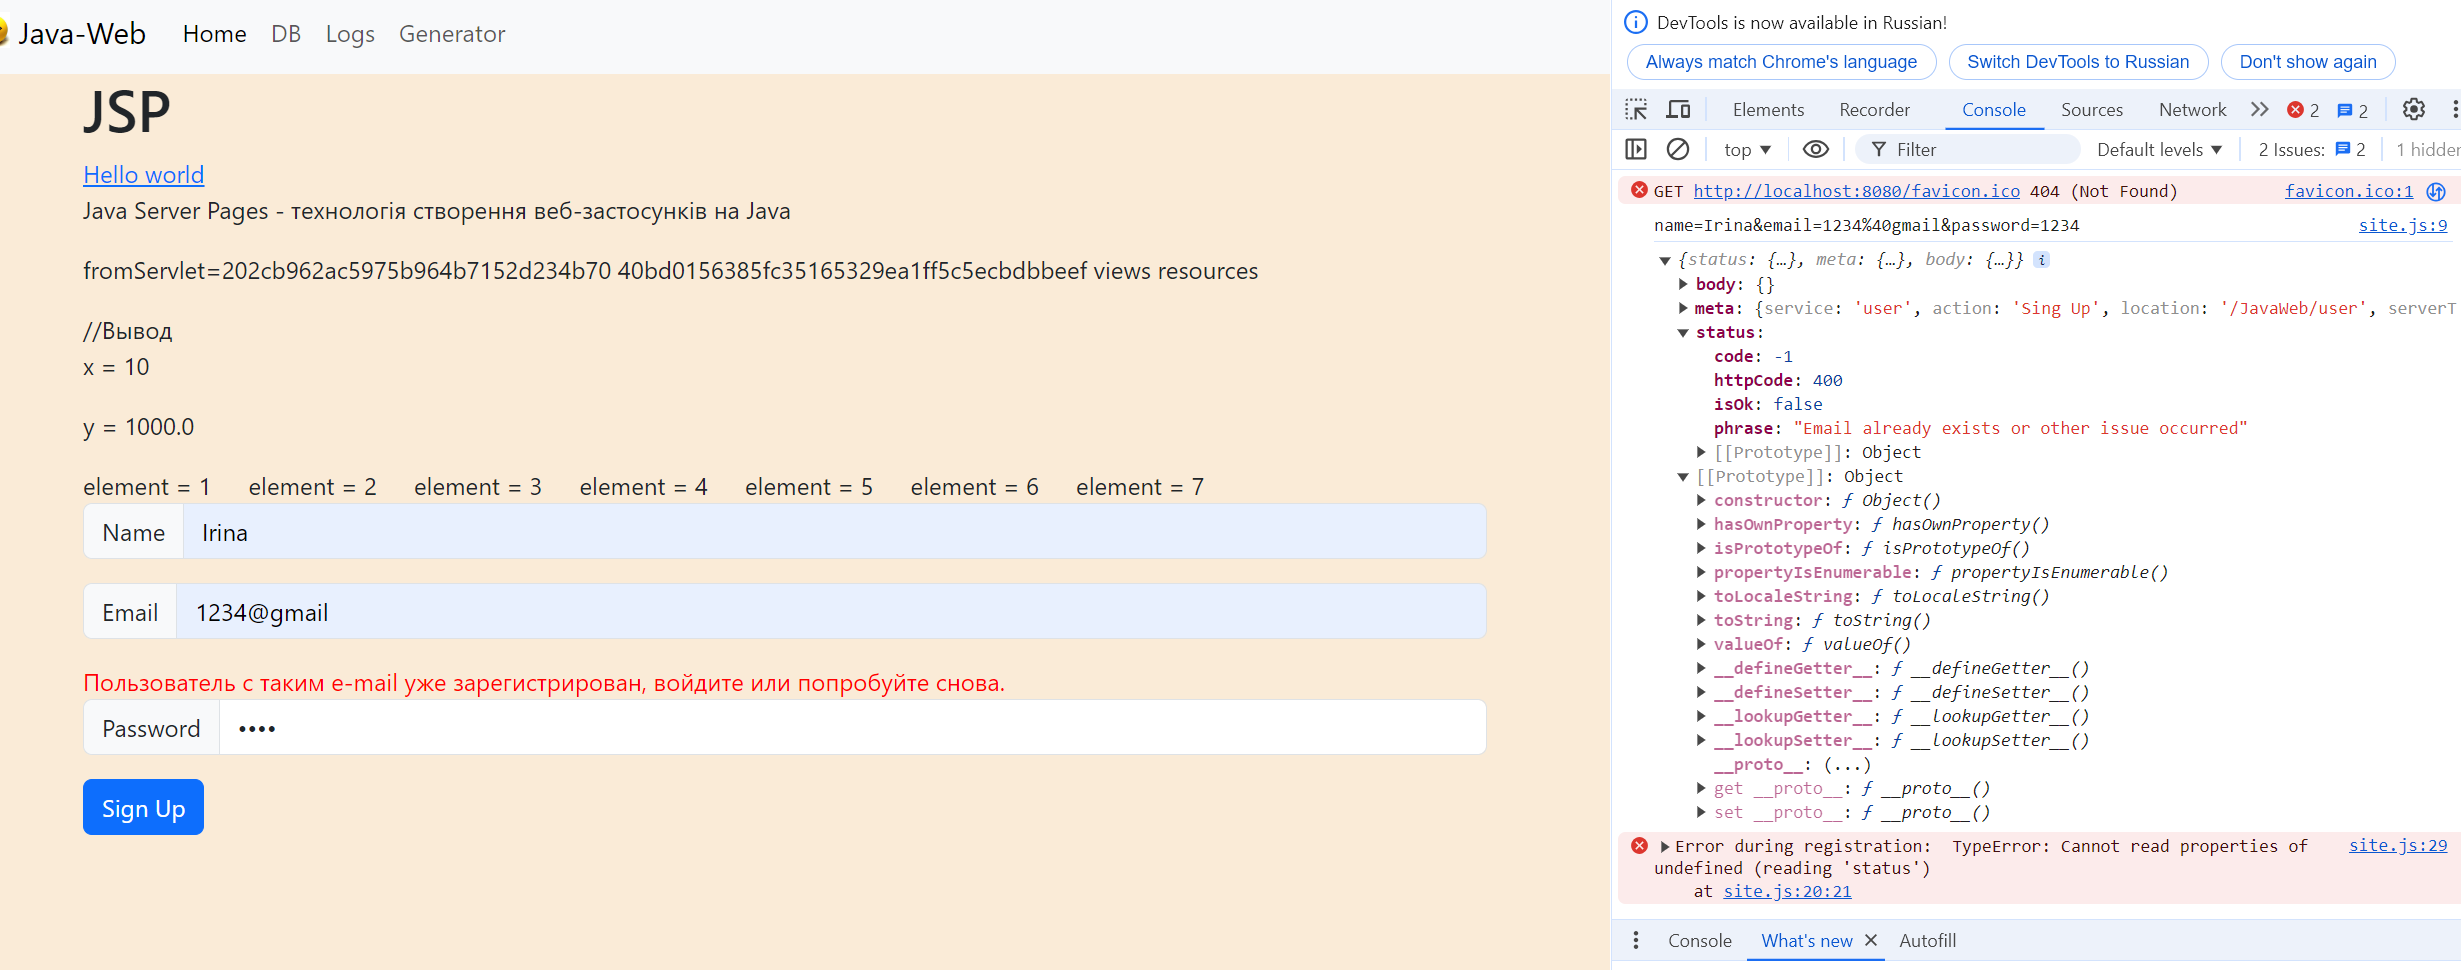 Java-Web Home DB Logs Generator
JSP
Hello world
Java Server Pages - технологія створення веб-застосунків на Java
fromServlet=202cb962ac5975b964b7152d234b70 40bd0156385fc35165329ea1ff5c5ecbdbbeef views resources
//Вывод
x = 10
y = 1000.0
element = 1 element = 2 element = 3 element = 4 element = 5 element = 6 element = 7
Name Irina
Email 1234@gmail
Пользователь с таким e-mail уже зарегистрирован, войдите или попробуйте снова.
Password ••••
Sign Up
DevTools is now available in Russian!
Always match Chrome's language Switch DevTools to Russian Don't show again
Elements Recorder Console Sources Network 2 2
top Filter Default levels 2 Issues: 2 1 hidden
GET http://localhost:8080/favicon.ico 404 (Not Found) favicon.ico:1
name=Irina&email=1234%40gmail&password=1234 site.js:9
{status: {…}, meta: {…}, body: {…}} i
body: {}
meta: {service: 'user', action: 'Sing Up', location: '/JavaWeb/user', serverT
status:
code: -1
httpCode: 400
isOk: false
phrase: "Email already exists or other issue occurred"
[[Prototype]]: Object
[[Prototype]]: Object
constructor: ƒ Object()
hasOwnProperty: ƒ hasOwnProperty()
isPrototypeOf: ƒ isPrototypeOf()
propertyIsEnumerable: ƒ propertyIsEnumerable()
toLocaleString: ƒ toLocaleString()
toString: ƒ toString()
valueOf: ƒ valueOf()
__defineGetter__: ƒ __defineGetter__()
__defineSetter__: ƒ __defineSetter__()
__lookupGetter__: ƒ __lookupGetter__()
__lookupSetter__: ƒ __lookupSetter__()
__proto__: (...)
get __proto__: ƒ __proto__()
set __proto__: ƒ __proto__()
Error during registration: TypeError: Cannot read properties of site.js:29
undefined (reading 'status')
at site.js:20:21
Console What's new Autofill